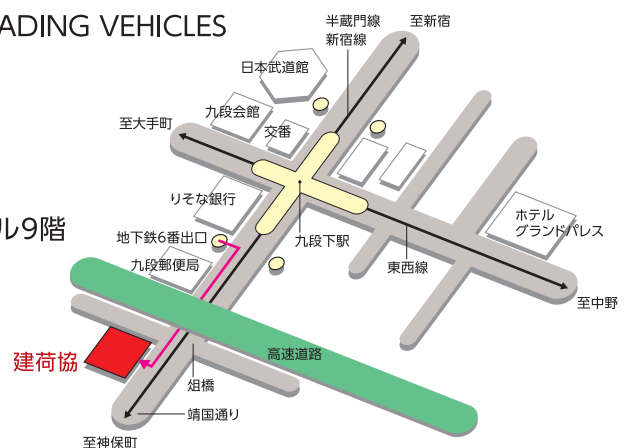 ADING VEHICLES
半蔵門線
新宿線
至新宿
日本武道館
九段会館
至大手町
交番
りそな銀行
ル9階
地下鉄6番出口
九段郵便局
九段下駅
東西線
ホテル
グランドパレス
至中野
高速道路
建荷協
俎橋
靖国通り
至神保町